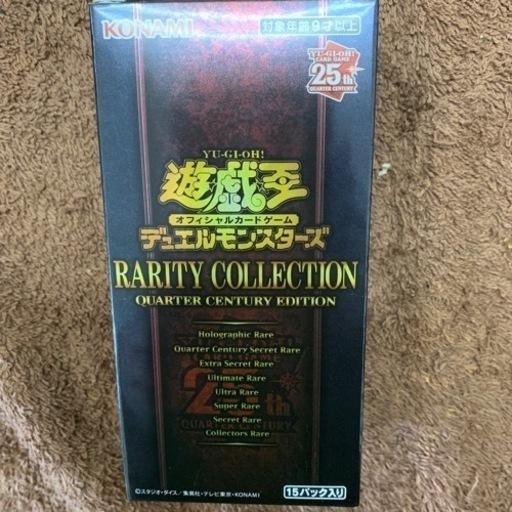 KONAMI
対象年齢9才以上
YU-GI-OH!
CARD GAME
25th
QUARTER CENTURY
YU-GI-OH!
遊☆戯☆王
オフィシャルカードゲーム
デュエルモンスターズ
RARITY COLLECTION
QUARTER CENTURY EDITION
Holographic Rare
Quarter Century Secret Rare
Extra Secret Rare
Ultimate Rare
Ultra Rare
Super Rare
Secret Rare
Collectors Rare
25th
QUARTER CENTURY
©スタジオ・ダイス/集英社・テレビ東京・KONAMI
15パック入り